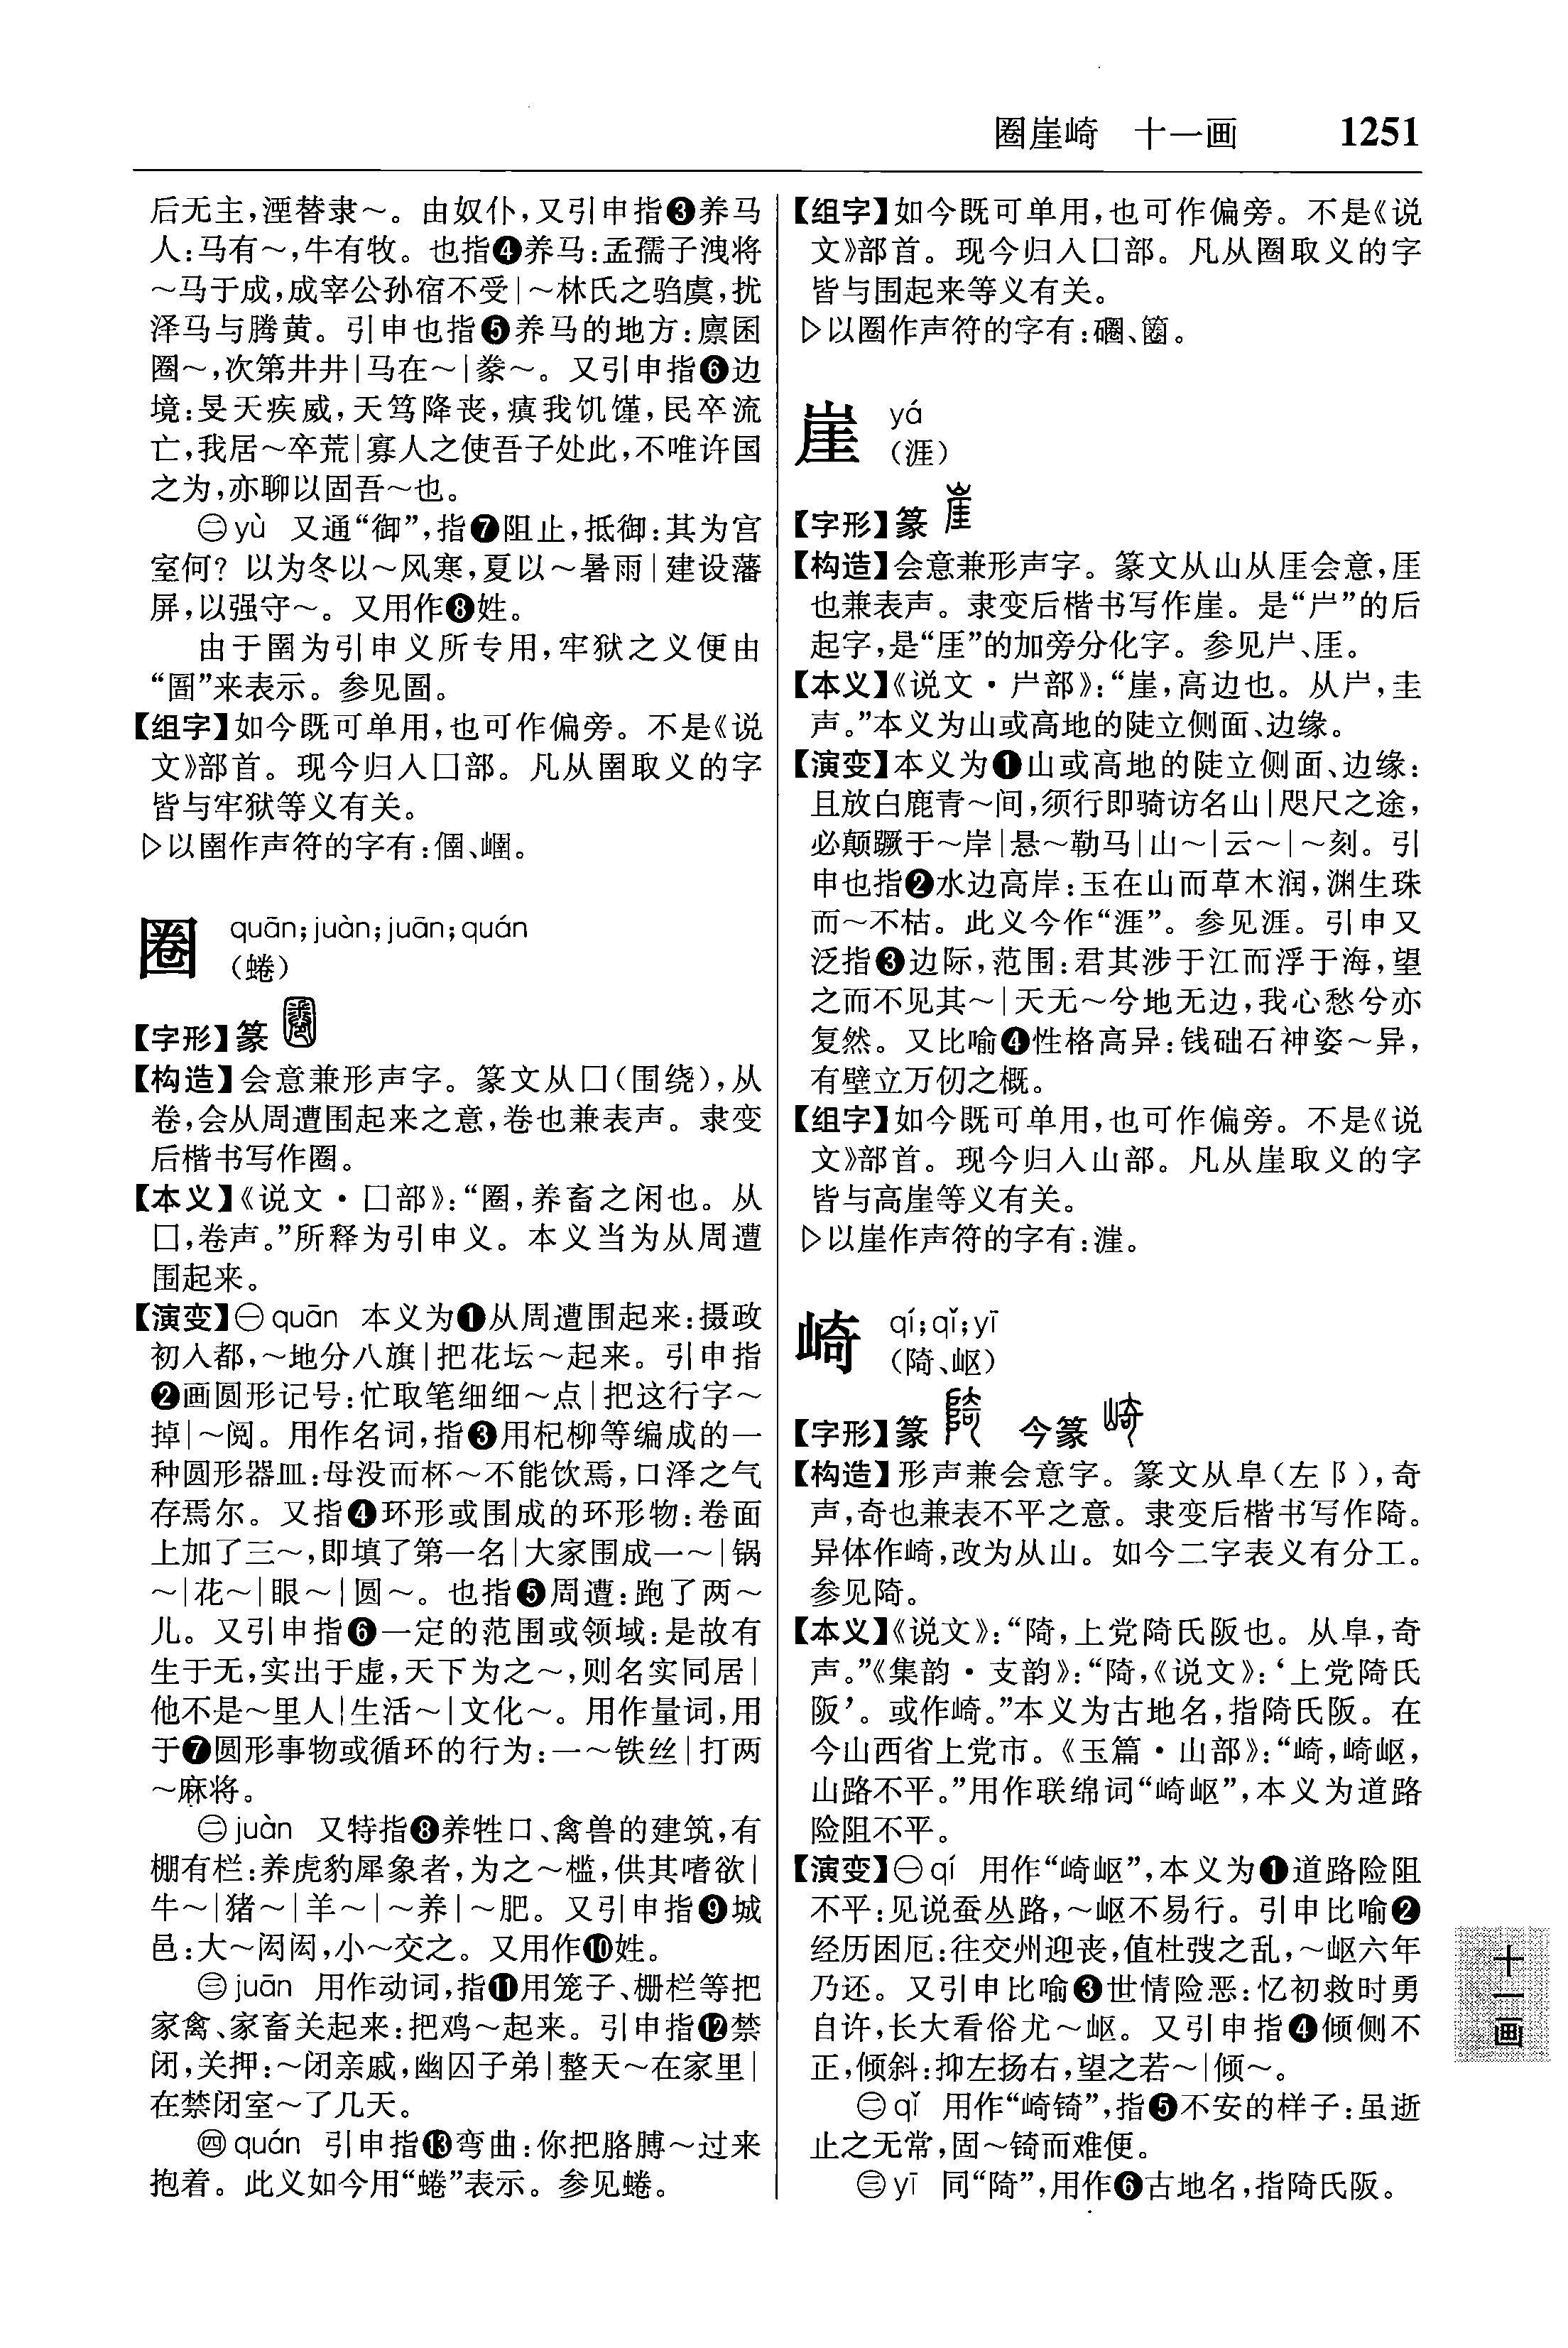 圈崖崎 十一画 1251
后无主,湮替隶～。由奴仆,又引申指❸养马
人:马有～,牛有牧。也指❹养马:孟孺子洩将
～马于成,成宰公孙宿不受|～林氏之驺虞,扰
泽马与腾黄。引申也指❺养马的地方:廪囷
圈～,次第井井|马在～|豢～。又引申指❻边
境:旻天疾威,天笃降丧,瘨我饥馑,民卒流
亡,我居～卒荒|寡人之使吾子处此,不唯许国
之为,亦聊以固吾～也。
㊁yù 又通“御”,指❼阻止,抵御:其为宫
室何?以为冬以～风寒,夏以～暑雨|建设藩
屏,以强守～。又用作❽姓。
由于圉为引申义所专用,牢狱之义便由
“圄”来表示。参见圄。
【组字】如今既可单用,也可作偏旁。不是《说
文》部首。现今归入囗部。凡从圉取义的字
皆与牢狱等义有关。
▷以圉作声符的字有:㑨、㘘。
圈 quān;juàn;juān;quán
(蜷)
【字形】篆
【构造】会意兼形声字。篆文从囗(围绕),从
卷,会从周遭围起来之意,卷也兼表声。隶变
后楷书写作圈。
【本义】《说文·囗部》:“圈,养畜之闲也。从
囗,卷声。”所释为引申义。本义当为从周遭
围起来。
【演变】㊀quān 本义为❶从周遭围起来:摄政
初入都,～地分八旗|把花坛～起来。引申指
❷画圆形记号:忙取笔细细～点|把这行字～
掉|～阅。用作名词,指❸用杞柳等编成的一
种圆形器皿:母没而杯～不能饮焉,口泽之气
存焉尔。又指❹环形或围成的环形物:卷面
上加了三～,即填了第一名|大家围成一～|锅
～|花～|眼～|圆～。也指❺周遭:跑了两～
儿。又引申指❻一定的范围或领域:是故有
生于无,实出于虚,天下为之～,则名实同居|
他不是～里人|生活～|文化～。用作量词,用
于❼圆形事物或循环的行为:一～铁丝|打两
～麻将。
㊁juàn 又特指❽养牲口、禽兽的建筑,有
棚有栏:养虎豹犀象者,为之～槛,供其嗜欲|
牛～|猪～|羊～|～养|～肥。又引申指❾城
邑:大～闳闳,小～交之。又用作❿姓。
㊂juān 用作动词,指⓫用笼子、栅栏等把
家禽、家畜关起来:把鸡～起来。引申指⓬禁
闭,关押:～闭亲戚,幽囚子弟|整天～在家里|
在禁闭室～了几天。
㊃quán 引申指⓭弯曲:你把胳膊～过来
抱着。此义如今用“蜷”表示。参见蜷。
【组字】如今既可单用,也可作偏旁。不是《说
文》部首。现今归入囗部。凡从圈取义的字
皆与围起来等义有关。
▷以圈作声符的字有:
崖 yá
(涯)
【字形】篆
【构造】会意兼形声字。篆文从山从厓会意,厓
也兼表声。隶变后楷书写作崖。是“屵”的后
起字,是“厓”的加旁分化字。参见屵、厓。
【本义】《说文·屵部》:“崖,高边也。从屵,圭
声。”本义为山或高地的陡立侧面、边缘。
【演变】本义为❶山或高地的陡立侧面、边缘:
且放白鹿青～间,须行即骑访名山|咫尺之途,
必颠蹶于～岸|悬～勒马|山～|云～|～刻。引
申也指❷水边高岸:玉在山而草木润,渊生珠
而～不枯。此义今作“涯”。参见涯。引申又
泛指❸边际,范围:君其涉于江而浮于海,望
之而不见其～|天无～兮地无边,我心愁兮亦
复然。又比喻❹性格高异:钱础石神姿～异,
有壁立万仞之概。
【组字】如今既可单用,也可作偏旁。不是《说
文》部首。现今归入山部。凡从崖取义的字
皆与高崖等义有关。
▷以崖作声符的字有:漄。
崎 qí;qǐ;yī
(陭、岖)
【字形】篆 今篆
【构造】形声兼会意字。篆文从阜(左阝),奇
声,奇也兼表不平之意。隶变后楷书写作陭。
异体作崎,改为从山。如今二字表义有分工。
参见陭。
【本义】《说文》:“陭,上党陭氏阪也。从阜,奇
声。”《集韵·支韵》:“陭,《说文》:‘上党陭氏
阪’。或作崎。”本义为古地名,指陭氏阪。在
今山西省上党市。《玉篇·山部》:“崎,崎岖,
山路不平。”用作联绵词“崎岖”,本义为道路
险阻不平。
【演变】㊀qí 用作“崎岖”,本义为❶道路险阻
不平:见说蚕丛路,～岖不易行。引申比喻❷
经历困厄:往交州迎丧,值杜弢之乱,～岖六年
乃还。又引申比喻❸世情险恶:忆初救时勇
自许,长大看俗尤～岖。又引申指❹倾侧不
正,倾斜:抑左扬右,望之若～|倾～。
㊁qǐ 用作“崎锜”,指❺不安的样子:虽逝
止之无常,固～锜而难便。
㊂yī 同“陭”,用作❻古地名,指陭氏阪。
十一画